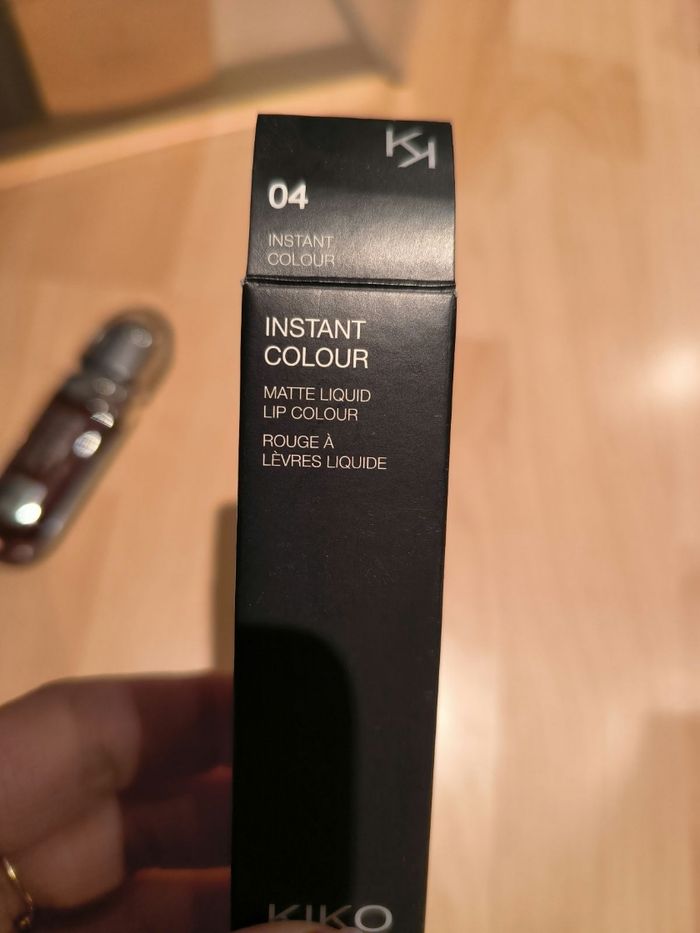 KK
04
INSTANT
COLOUR
INSTANT
COLOUR
MATTE LIQUID
LIP COLOUR
ROUGE À
LÈVRES LIQUIDE
KIKO